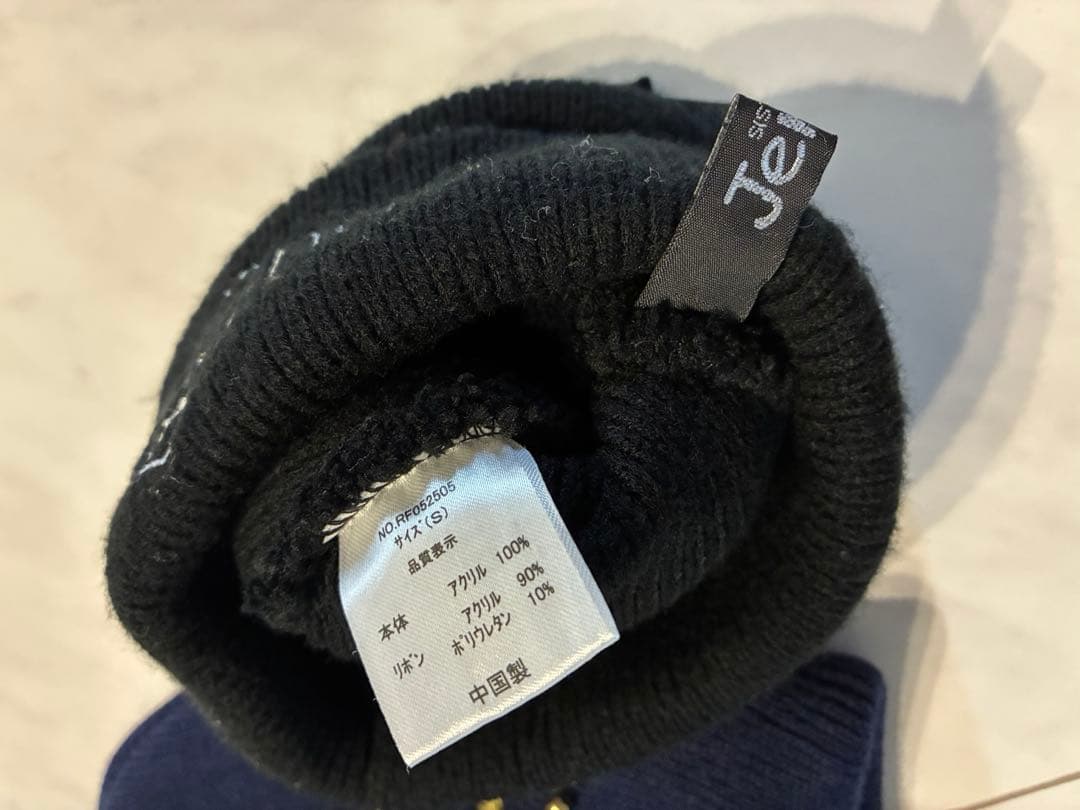 SIS
Je
NO.RF052505
サイズ(S)
品質表示
本体 アクリル 100%
リボン アクリル 90%
ポリウレタン 10%
中国製